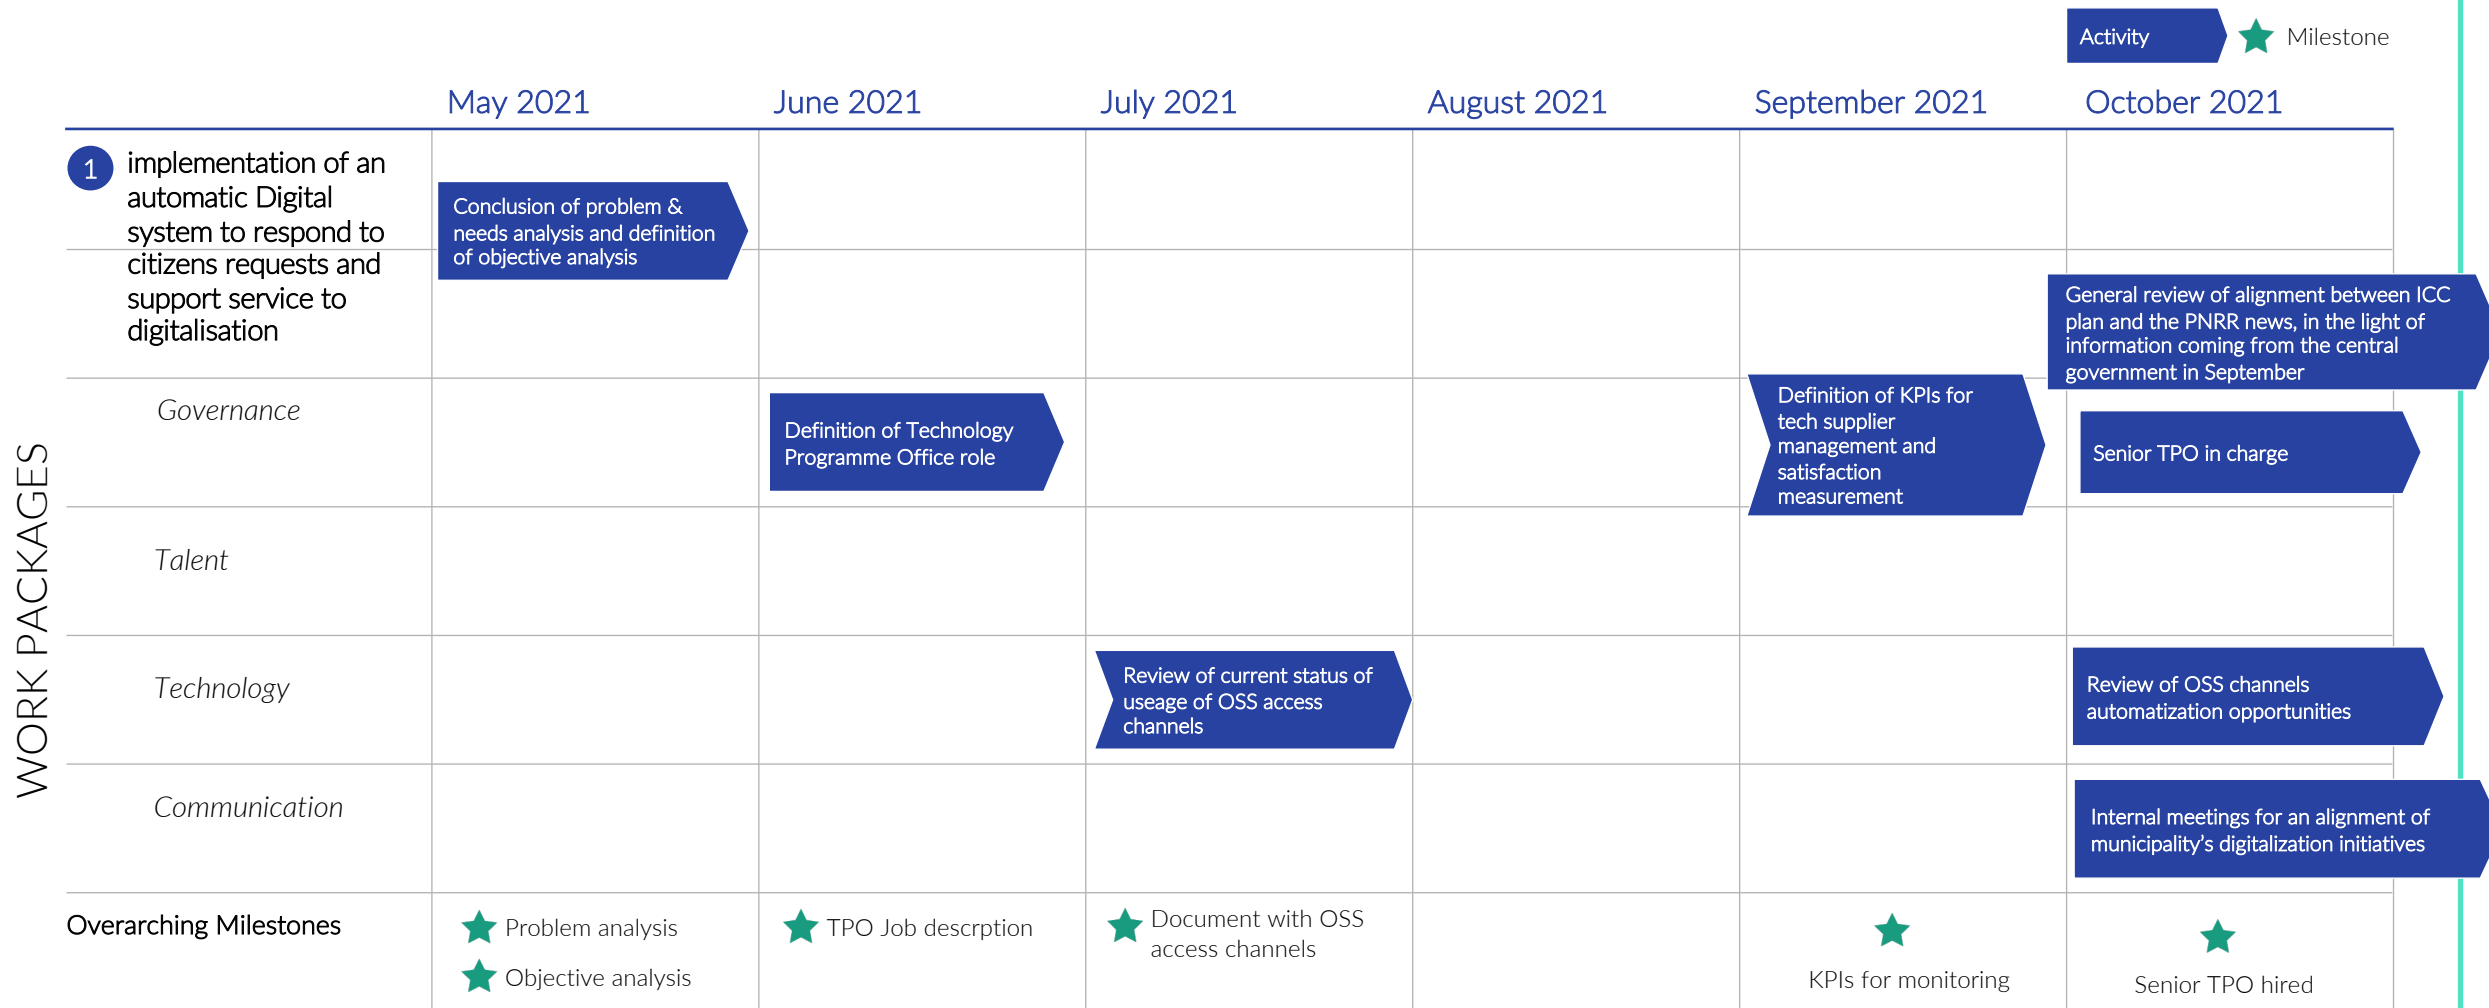 Activity
Milestone
May 2021
June 2021
July 2021
August 2021
September 2021
October 2021
WORK PACKAGES
1
implementation of an
automatic Digital
system to respond to
citizens requests and
support service to
digitalisation
Conclusion of problem &
needs analysis and definition
of objective analysis
General review of alignment between ICC
plan and the PNRR news, in the light of
information coming from the central
government in September
Governance
Definition of Technology
Programme Office role
Definition of KPIs for
tech supplier
management and
satisfaction
measurement
Senior TPO in charge
Talent
Technology
Review of current status of
useage of OSS access
channels
Review of OSS channels
automatization opportunities
Communication
Internal meetings for an alignment of
municipality’s digitalization initiatives
Overarching Milestones
Problem analysis
Objective analysis
TPO Job descrption
Document with OSS
access channels
KPIs for monitoring
Senior TPO hired